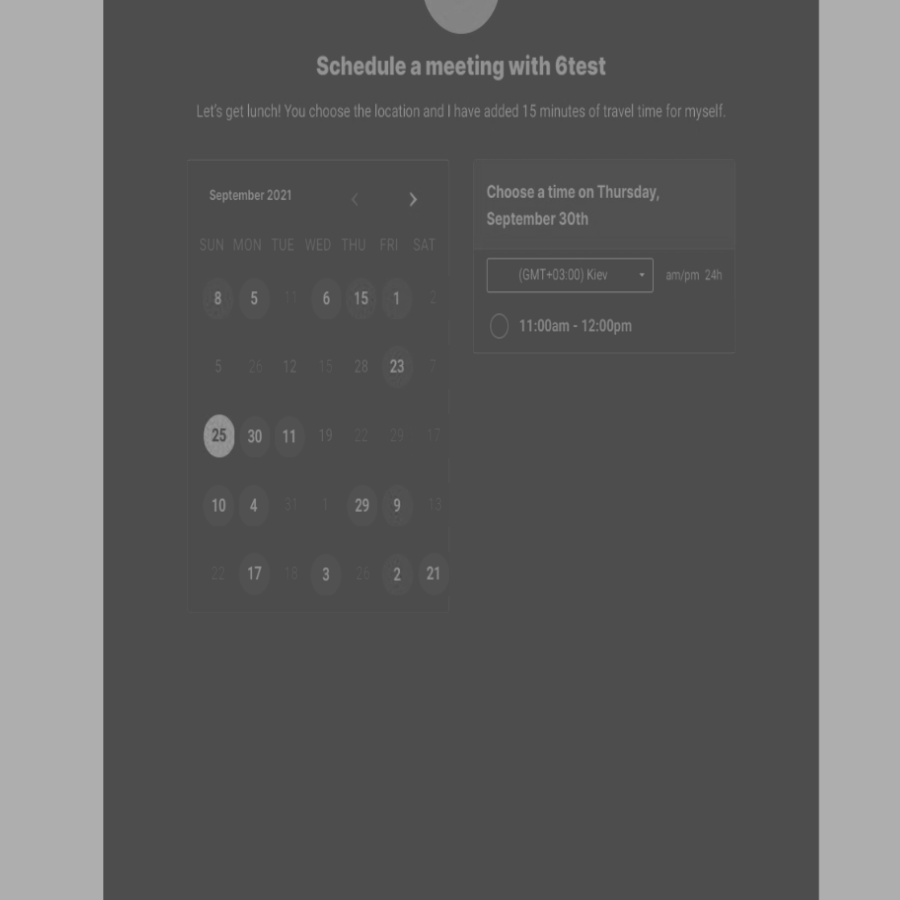 Schedule a meeting with 6test
Let's get lunch! You choose the location and I have added 15 minutes of travel time for myself.
September 2021
SUN MON TUE WED THU FRI SAT
8 5 11 6 15 1 2
5 26 12 15 28 23 7
25 30 11 19 22 29 17
10 4 31 1 29 9 13
22 17 18 3 26 2 21
Choose a time on Thursday,
September 30th
(GMT+03:00) Kiev am/pm 24h
11:00am - 12:00pm